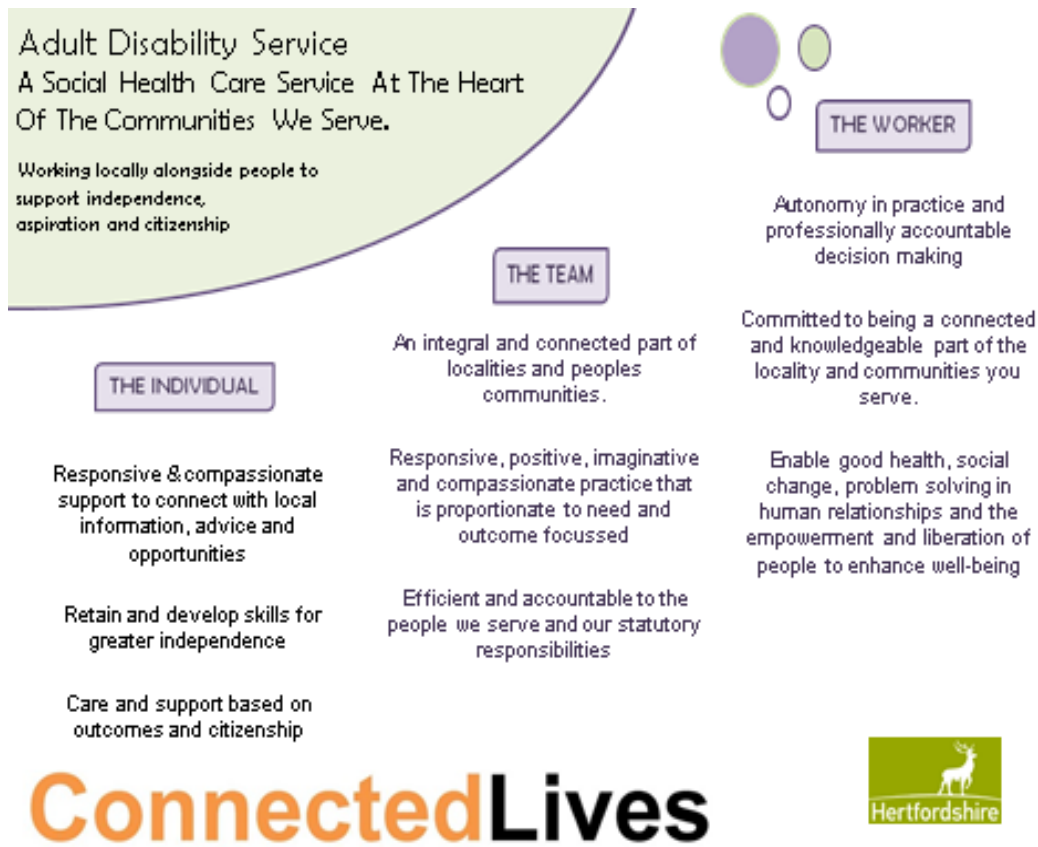 Adult Disability Service
A Social Health Care Service At The Heart
Of The Communities We Serve.
Working locally alongside people to
support independence,
aspiration and citizenship
THE INDIVIDUAL
Responsive & compassionate
support to connect with local
information, advice and
opportunities
Retain and develop skills for
greater independence
Care and support based on
outcomes and citizenship
THE TEAM
An integral and connected part of
localities and peoples
communities.
Responsive, positive, imaginative
and compassionate practice that
is proportionate to need and
outcome focussed
Efficient and accountable to the
people we serve and our statutory
responsibilities
THE WORKER
Autonomy in practice and
professionally accountable
decision making
Committed to being a connected
and knowledgeable part of the
locality and communities you
serve.
Enable good health, social
change, problem solving in
human relationships and the
empowerment and liberation of
people to enhance well-being
ConnectedLives
Hertfordshire